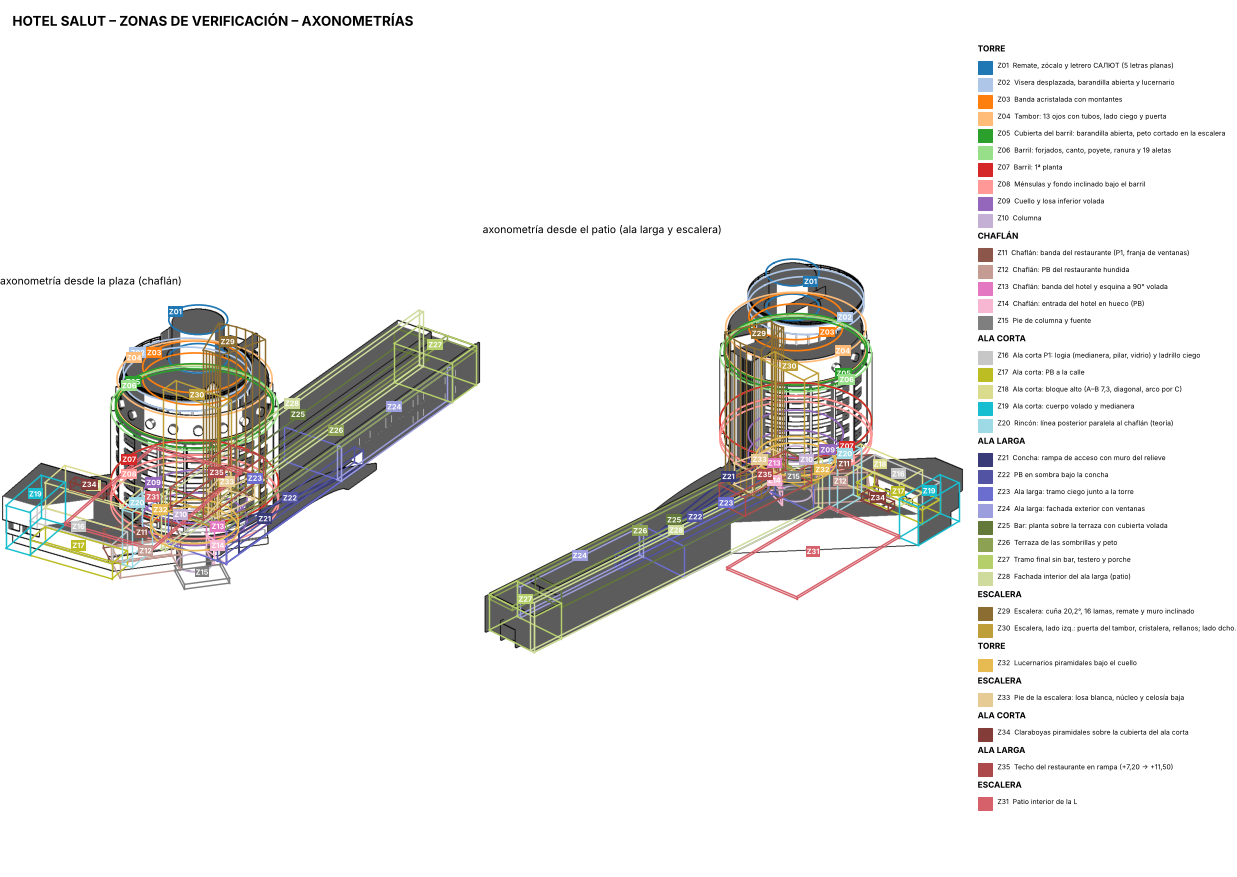 HOTEL SALUT – ZONAS DE VERIFICACIÓN – AXONOMETRÍAS
axonometría desde la plaza (chaflán)
axonometría desde el patio (ala larga y escalera)
TORRE
Z01 Remate, zócalo y letrero САЛЮТ (5 letras planas)
Z02 Visera desplazada, barandilla abierta y lucernario
Z03 Banda acristalada con montantes
Z04 Tambor: 13 ojos con tubos, lado ciego y puerta
Z05 Cubierta del barril: barandilla abierta, peto cortado en la escalera
Z06 Barril: forjados, canto, poyete, ranura y 19 aletas
Z07 Barril: 1ª planta
Z08 Ménsulas y fondo inclinado bajo el barril
Z09 Cuello y losa inferior volada
Z10 Columna
CHAFLÁN
Z11 Chaflán: banda del restaurante (P1, franja de ventanas)
Z12 Chaflán: PB del restaurante hundida
Z13 Chaflán: banda del hotel y esquina a 90° volada
Z14 Chaflán: entrada del hotel en hueco (PB)
Z15 Pie de columna y fuente
ALA CORTA
Z16 Ala corta P1: logia (medianera, pilar, vidrio) y ladrillo ciego
Z17 Ala corta: PB a la calle
Z18 Ala corta: bloque alto (A–B 7,3, diagonal, arco por C)
Z19 Ala corta: cuerpo volado y medianera
Z20 Rincón: línea posterior paralela al chaflán (teoría)
ALA LARGA
Z21 Concha: rampa de acceso con muro del relieve
Z22 PB en sombra bajo la concha
Z23 Ala larga: tramo ciego junto a la torre
Z24 Ala larga: fachada exterior con ventanas
Z25 Bar: planta sobre la terraza con cubierta volada
Z26 Terraza de las sombrillas y peto
Z27 Tramo final sin bar, testero y porche
Z28 Fachada interior del ala larga (patio)
ESCALERA
Z29 Escalera: cuña 20,2°, 16 lamas, remate y muro inclinado
Z30 Escalera, lado izq.: puerta del tambor, cristalera, rellanos; lado dcho.
TORRE
Z32 Lucernarios piramidales bajo el cuello
ESCALERA
Z33 Pie de la escalera: losa blanca, núcleo y celosía baja
ALA CORTA
Z34 Claraboyas piramidales sobre la cubierta del ala corta
ALA LARGA
Z35 Techo del restaurante en rampa (+7,20 → +11,50)
ESCALERA
Z31 Patio interior de la L